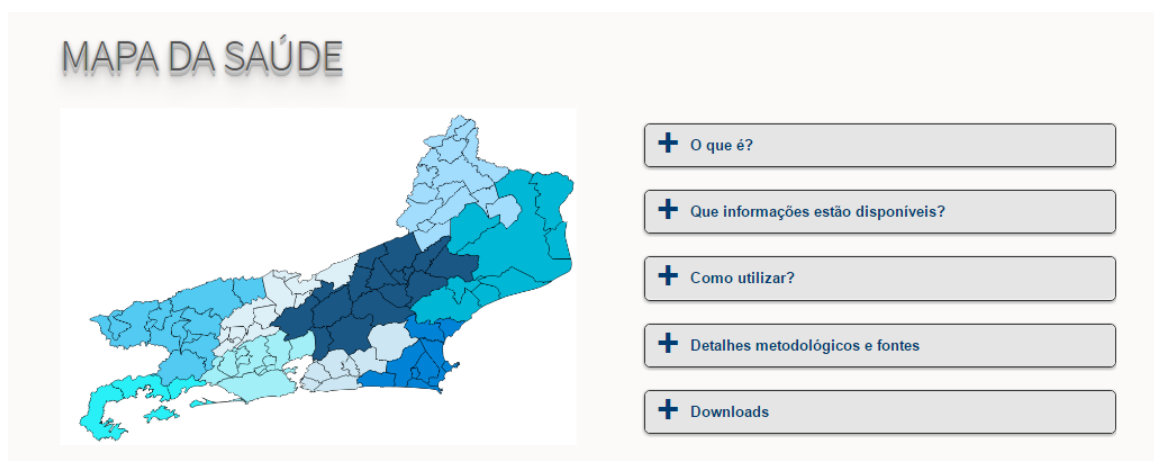 MAPA DA SAÚDE
O que é?
Que informações estão disponíveis?
Como utilizar?
Detalhes metodológicos e fontes
Downloads